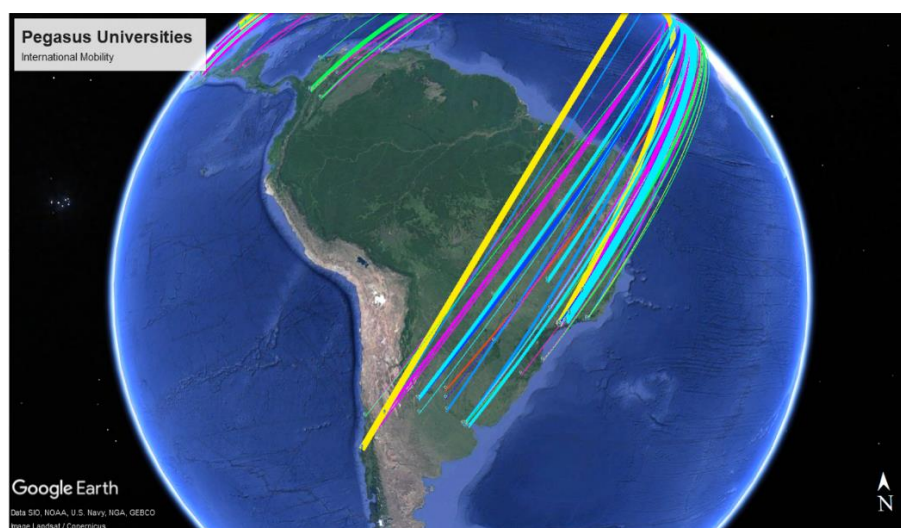 Pegasus Universities
International Mobility
Google Earth
Data SIO, NOAA, U.S. Navy, NGA, GEBCO
Image Landsat / Copernicus
N